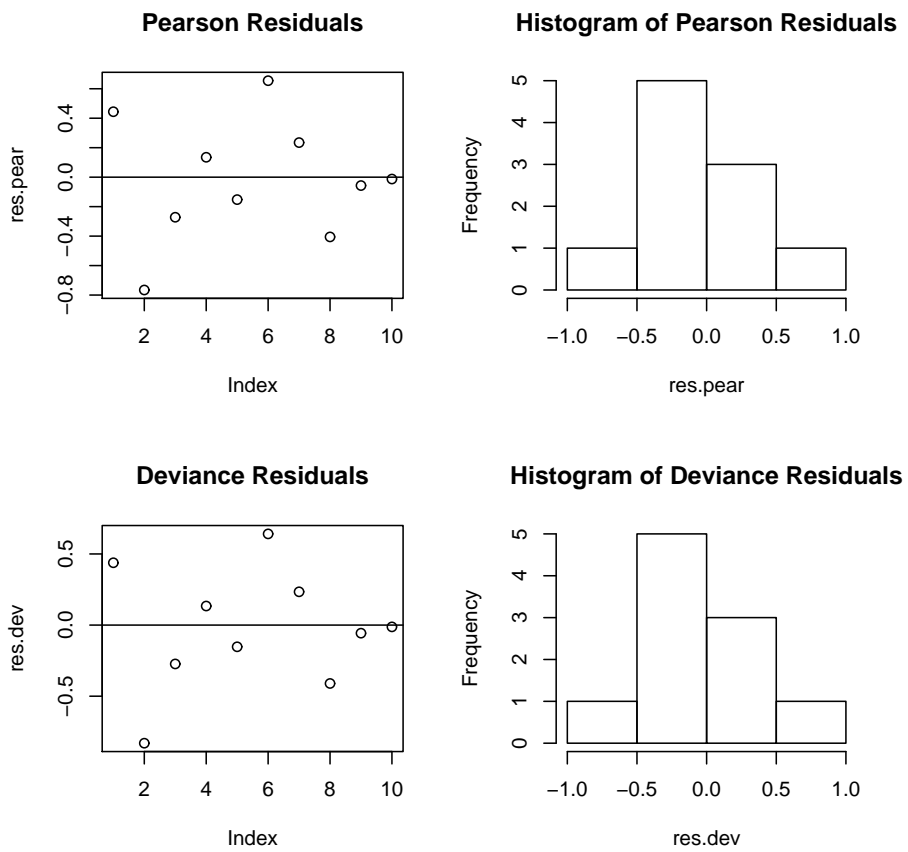 Pearson Residuals
res.pear
0.4
0.0
−0.4
−0.8
2 4 6 8 10
Index
Histogram of Pearson Residuals
Frequency
5
4
3
2
1
0
−1.0 −0.5 0.0 0.5 1.0
res.pear
Deviance Residuals
res.dev
0.5
0.0
−0.5
2 4 6 8 10
Index
Histogram of Deviance Residuals
Frequency
5
4
3
2
1
0
−1.0 −0.5 0.0 0.5 1.0
res.dev